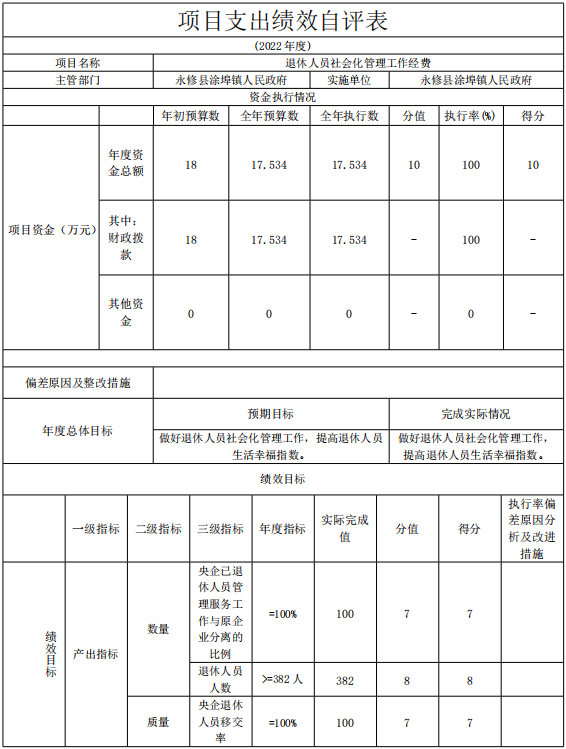 项目支出绩效自评表
(2022年度)
项目名称 退休人员社会化管理工作经费
主管部门 永修县涂埠镇人民政府 实施单位 永修县涂埠镇人民政府
资金执行情况
年初预算数 全年预算数 全年执行数 分值 执行率(%) 得分
项目资金（万元）
年度资
金总额
18 17.534 17.534 10 100 10
其中：
财政拨
款
18 17.534 17.534 - 100 -
其他资
金
0 0 0 - 0 -
偏差原因及整改措施
年度总体目标
预期目标 完成实际情况
做好退休人员社会化管理工作，提高退休人员
生活幸福指数。
做好退休人员社会化管理工作，
提高退休人员生活幸福指数。
绩效目标
一级指标 二级指标 三级指标 年度指标
实际完成
值
分值 得分
执行率偏
差原因分
析及改进
措施
绩效目标
产出指标
数量
央企已退
休人员管
理服务工
作与原企
业分离的
比例
=100% 100 7 7
退休人员
人数
>=382人 382 8 8
质量
央企退休
人员移交
率
=100% 100 7 7